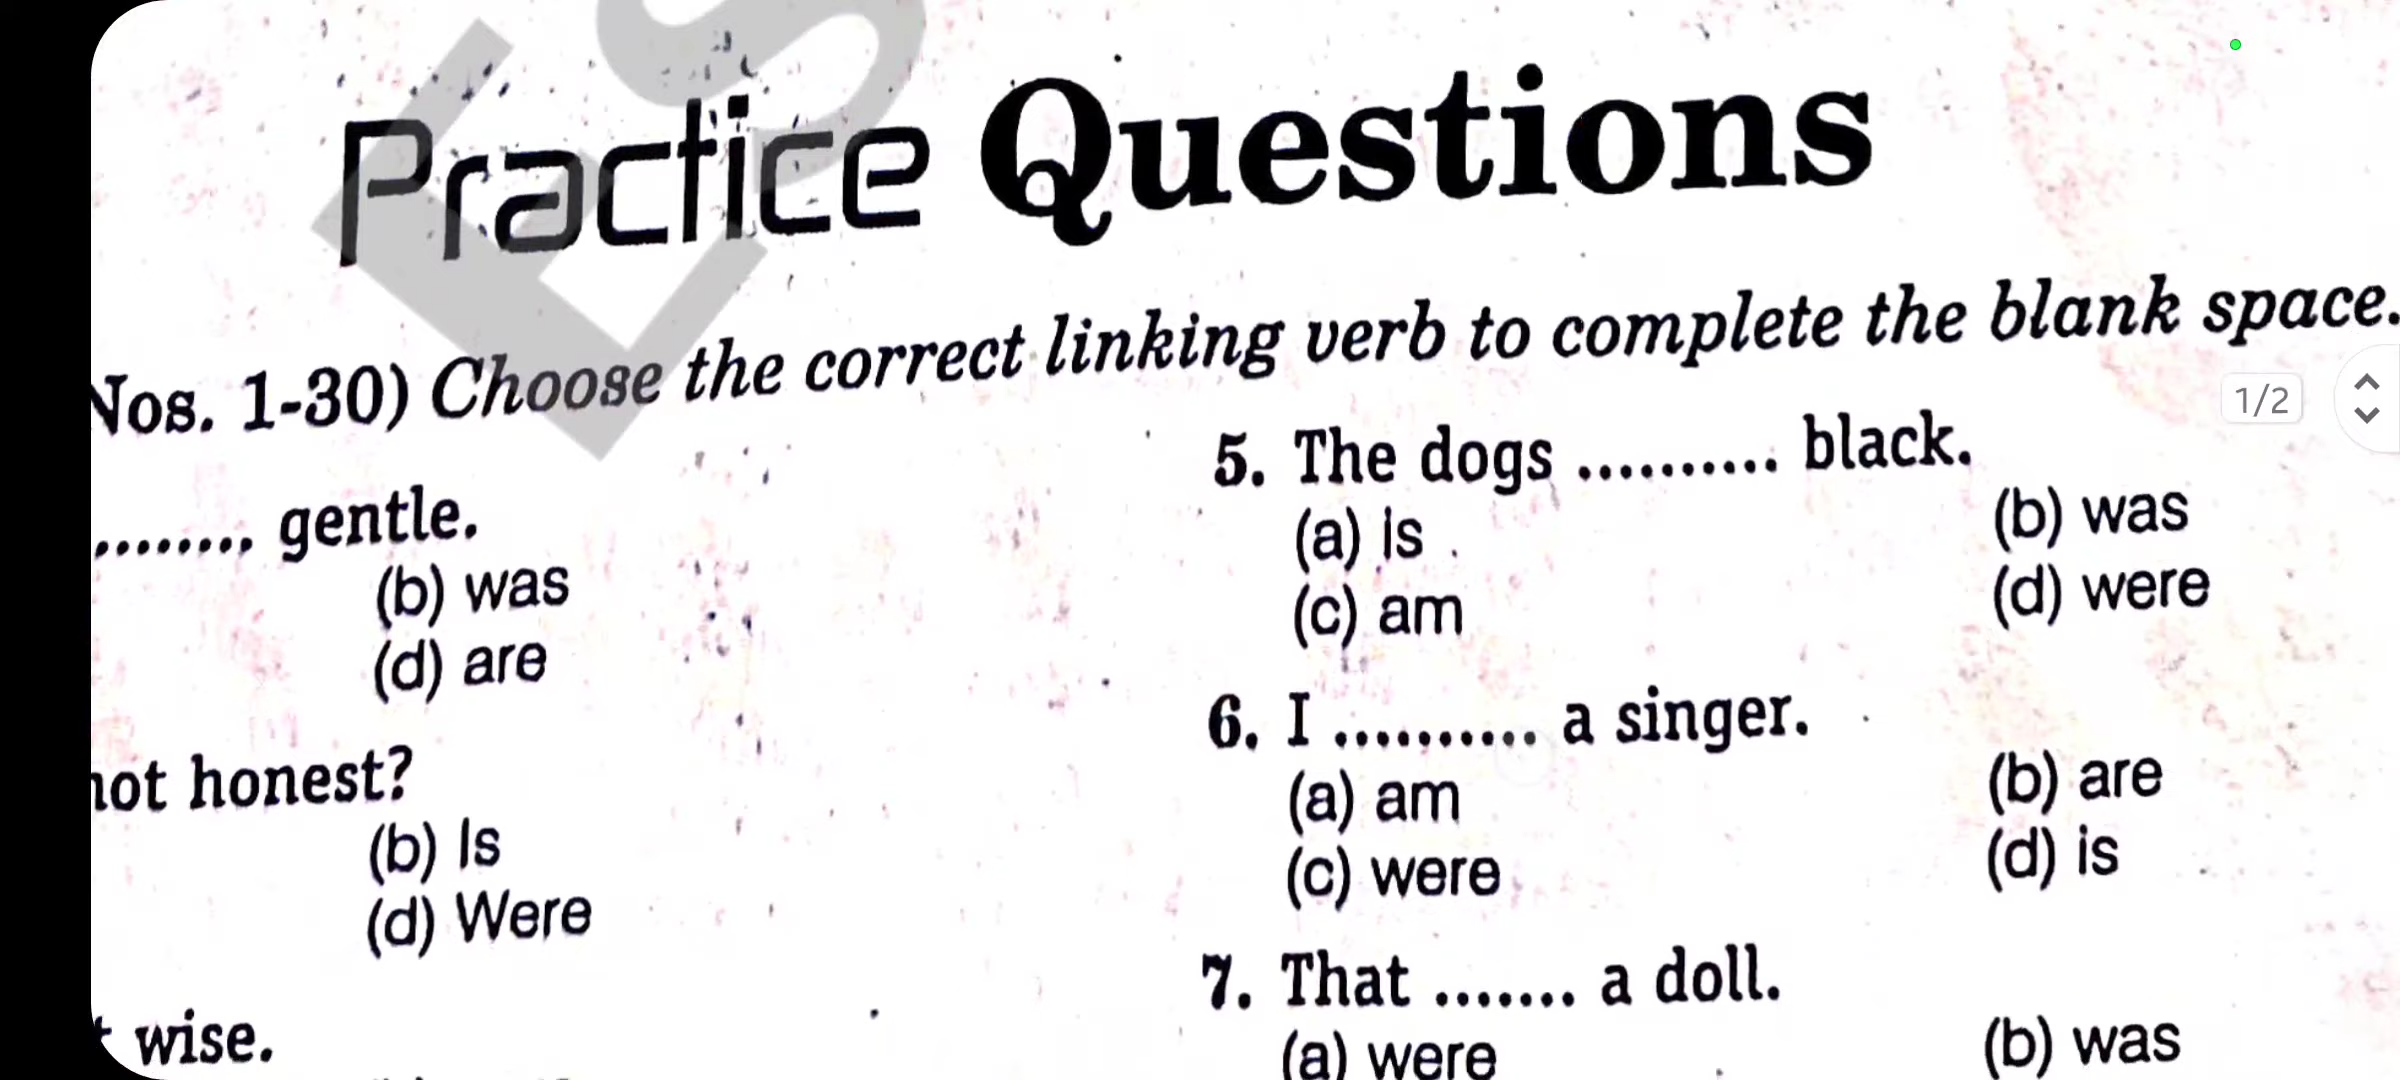 Practice Questions
Nos. 1-30) Choose the correct linking verb to complete the blank space.
........ gentle.
(b) was
(d) are
not honest?
(b) Is
(d) Were
wise.
5. The dogs .......... black.
(a) is
(b) was
(c) am
(d) were
6. I .......... a singer.
(a) am
(b) are
(c) were
(d) is
7. That ....... a doll.
(a) were
(b) was
1/2